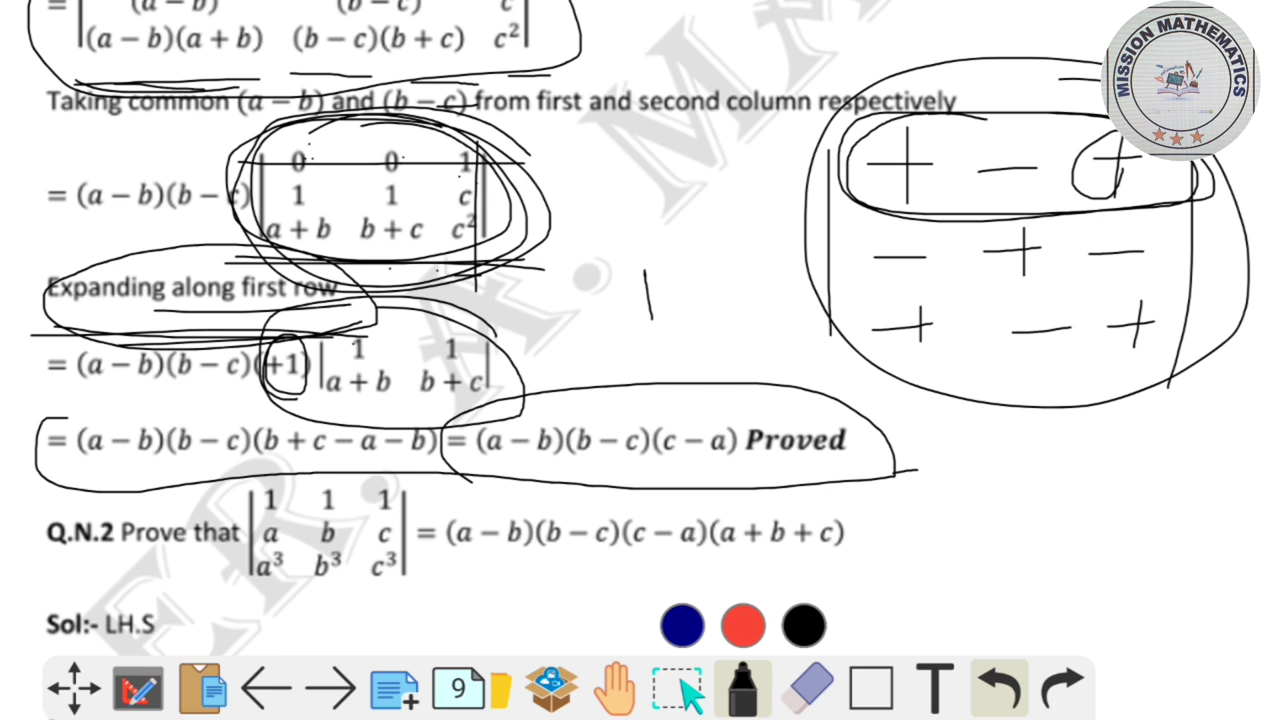 = |(a − b) (b − c) c|
|(a − b)(a + b) (b − c)(b + c) c²|
Taking common (a − b) and (b − c) from first and second column respectively
|0 0 1|
= (a − b)(b − c) |1 1 c|
|a + b b + c c²|
Expanding along first row
= (a − b)(b − c)(+1) |1 1|
|a + b b + c|
= (a − b)(b − c)(b + c − a − b) = (a − b)(b − c)(c − a) Proved
|1 1 1|
Q.N.2 Prove that |a b c| = (a − b)(b − c)(c − a)(a + b + c)
|a³ b³ c³|
Sol:- LH.S
+ − +
− + −
+ − +
MISSION MATHEMATICS
ER. A. M
9
T